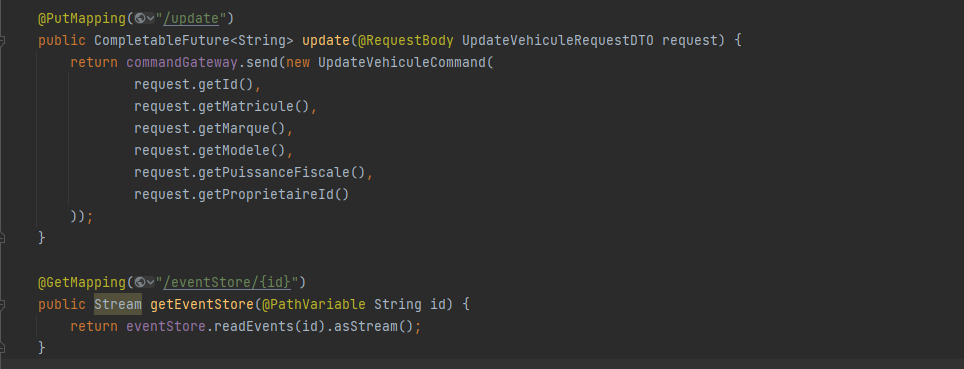 @PutMapping("/update")
public CompletableFuture<String> update(@RequestBody UpdateVehiculeRequestDTO request) {
return commandGateway.send(new UpdateVehiculeCommand(
request.getId(),
request.getMatricule(),
request.getMarque(),
request.getModele(),
request.getPuissanceFiscale(),
request.getProprietaireId()
));
}
@GetMapping("/eventStore/{id}")
public Stream getEventStore(@PathVariable String id) {
return eventStore.readEvents(id).asStream();
}